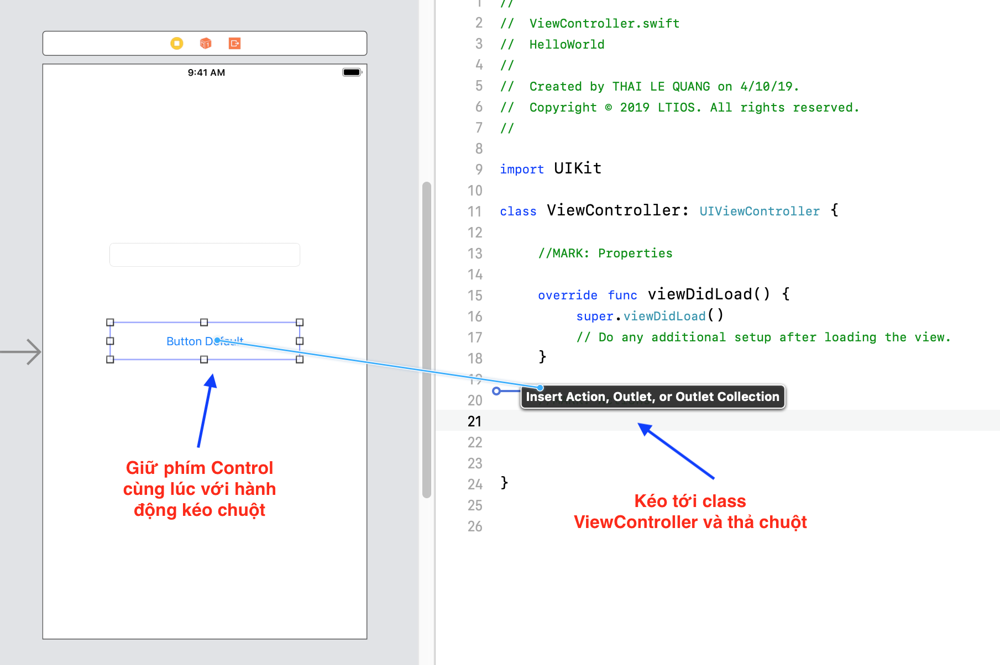 9:41 AM
Button Default
Giữ phím Control
cùng lúc với hành
động kéo chuột
1 //
2 // ViewController.swift
3 // HelloWorld
4 //
5 // Created by THAI LE QUANG on 4/10/19.
6 // Copyright © 2019 LTIOS. All rights reserved.
7 //
8
9 import UIKit
10
11 class ViewController: UIViewController {
12
13 //MARK: Properties
14
15 override func viewDidLoad() {
16 super.viewDidLoad()
17 // Do any additional setup after loading the view.
18 }
19
Insert Action, Outlet, or Outlet Collection
20 //MARK: Actions
21
22
23
24 }
25
26
Kéo tới class
ViewController và thả chuột